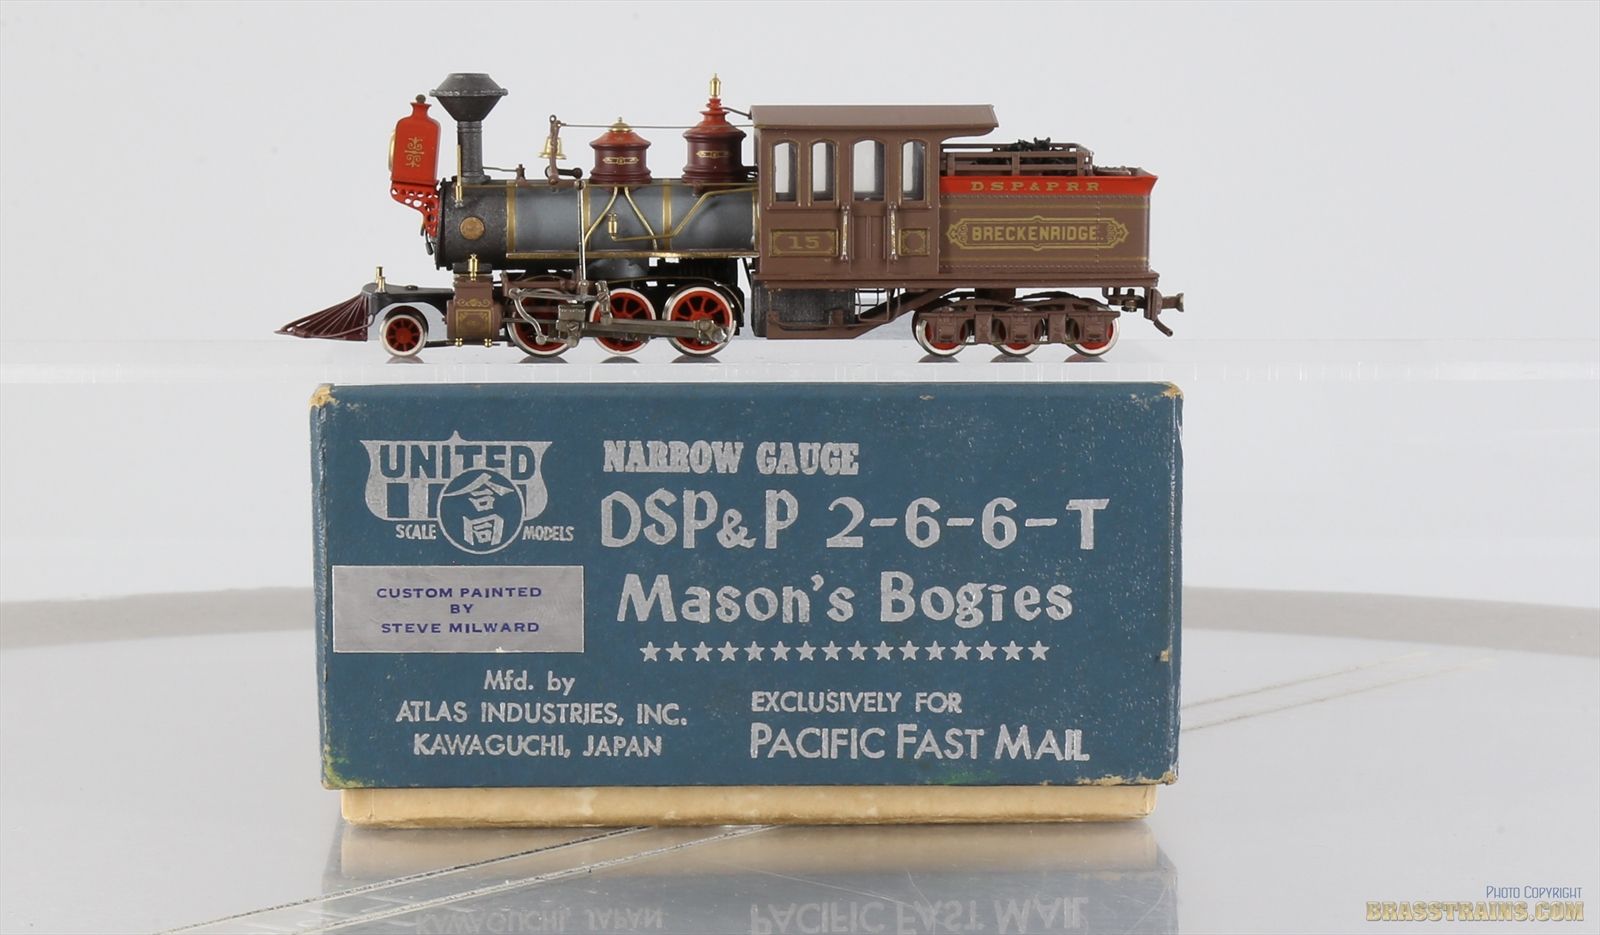 D.S.P.&P.R.R
15
BRECKENRIDGE
UNITED
合同
SCALE MODELS
NARROW GAUGE
DSP&P 2-6-6-T
Mason's Bogies
CUSTOM PAINTED
BY
STEVE MILWARD
Mfd. by
ATLAS INDUSTRIES, INC.
KAWAGUCHI, JAPAN
EXCLUSIVELY FOR
PACIFIC FAST MAIL
PHOTO COPYRIGHT
BRASSTRAINS.COM